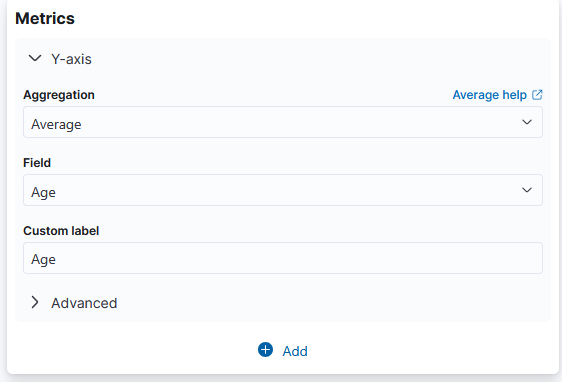 Metrics
Y-axis
Aggregation Average help
Average
Field
Age
Custom label
Age
Advanced
Add